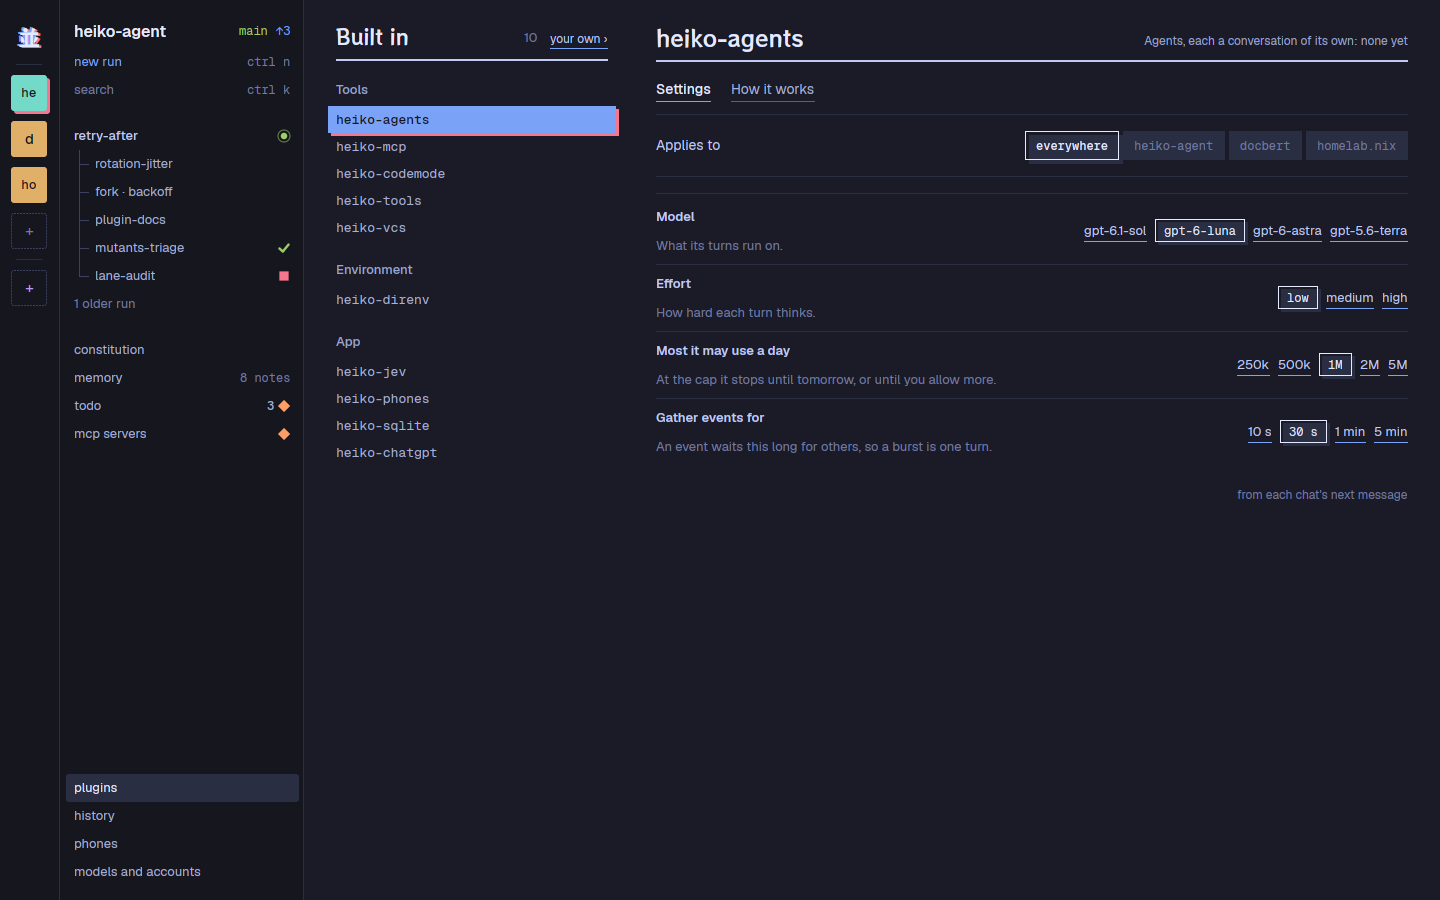 heiko-agent main ↑3
new run ctrl n
search ctrl k
he
d
ho
+
+
retry-after
rotation-jitter
fork · backoff
plugin-docs
mutants-triage
lane-audit
1 older run
constitution
memory 8 notes
todo 3
mcp servers
plugins
history
phones
models and accounts
Built in 10 your own ›
Tools
heiko-agents
heiko-mcp
heiko-codemode
heiko-tools
heiko-vcs
Environment
heiko-direnv
App
heiko-jev
heiko-phones
heiko-sqlite
heiko-chatgpt
heiko-agents Agents, each a conversation of its own: none yet
Settings How it works
Applies to everywhere heiko-agent docbert homelab.nix
Model
What its turns run on.
gpt-6.1-sol gpt-6-luna gpt-6-astra gpt-5.6-terra
Effort
How hard each turn thinks.
low medium high
Most it may use a day
At the cap it stops until tomorrow, or until you allow more.
250k 500k 1M 2M 5M
Gather events for
An event waits this long for others, so a burst is one turn.
10 s 30 s 1 min 5 min
from each chat's next message